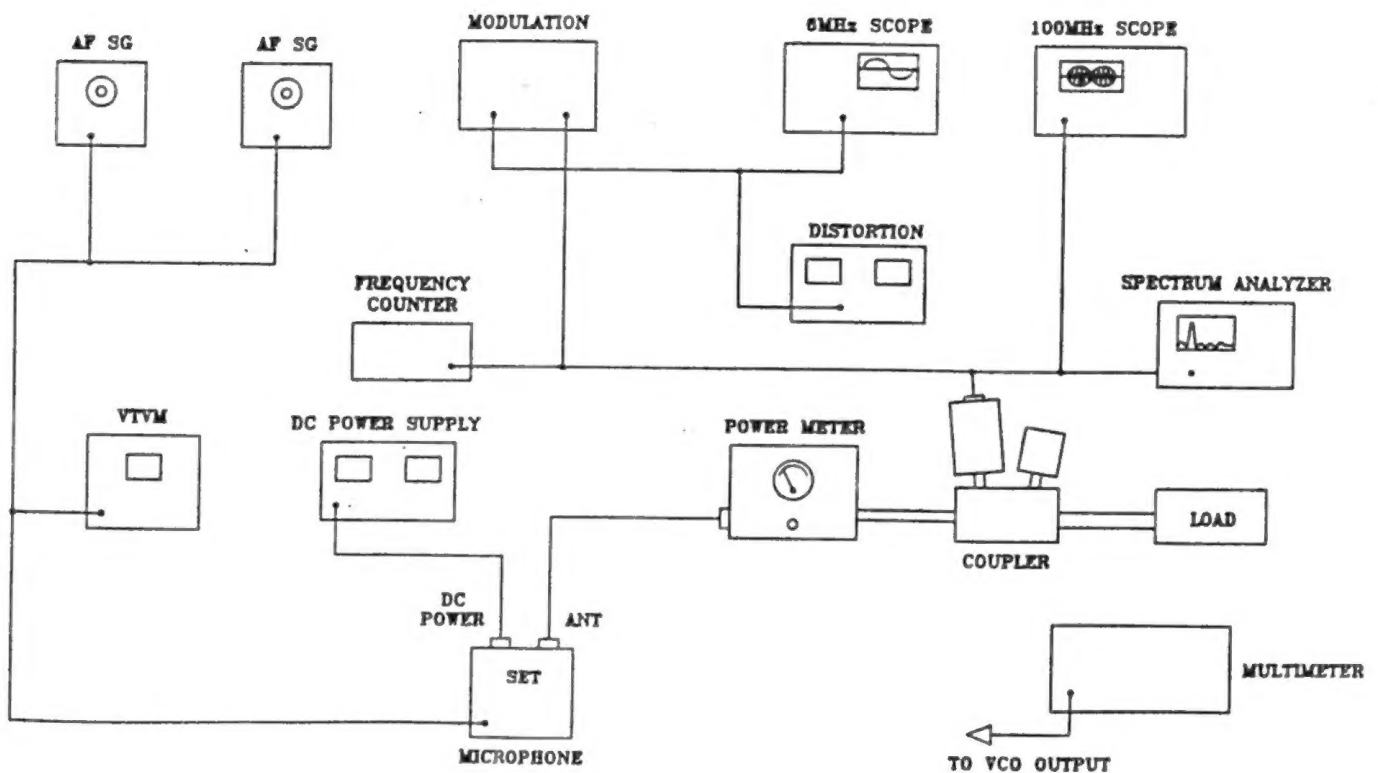 MODULATION
6MHz SCOPE
100MHz SCOPE
AF SG
AF SG
DISTORTION
FREQUENCY
COUNTER
SPECTRUM ANALYZER
VTVM
DC POWER SUPPLY
POWER METER
LOAD
COUPLER
DC
POWER
ANT
SET
MICROPHONE
MULTIMETER
TO VCO OUTPUT